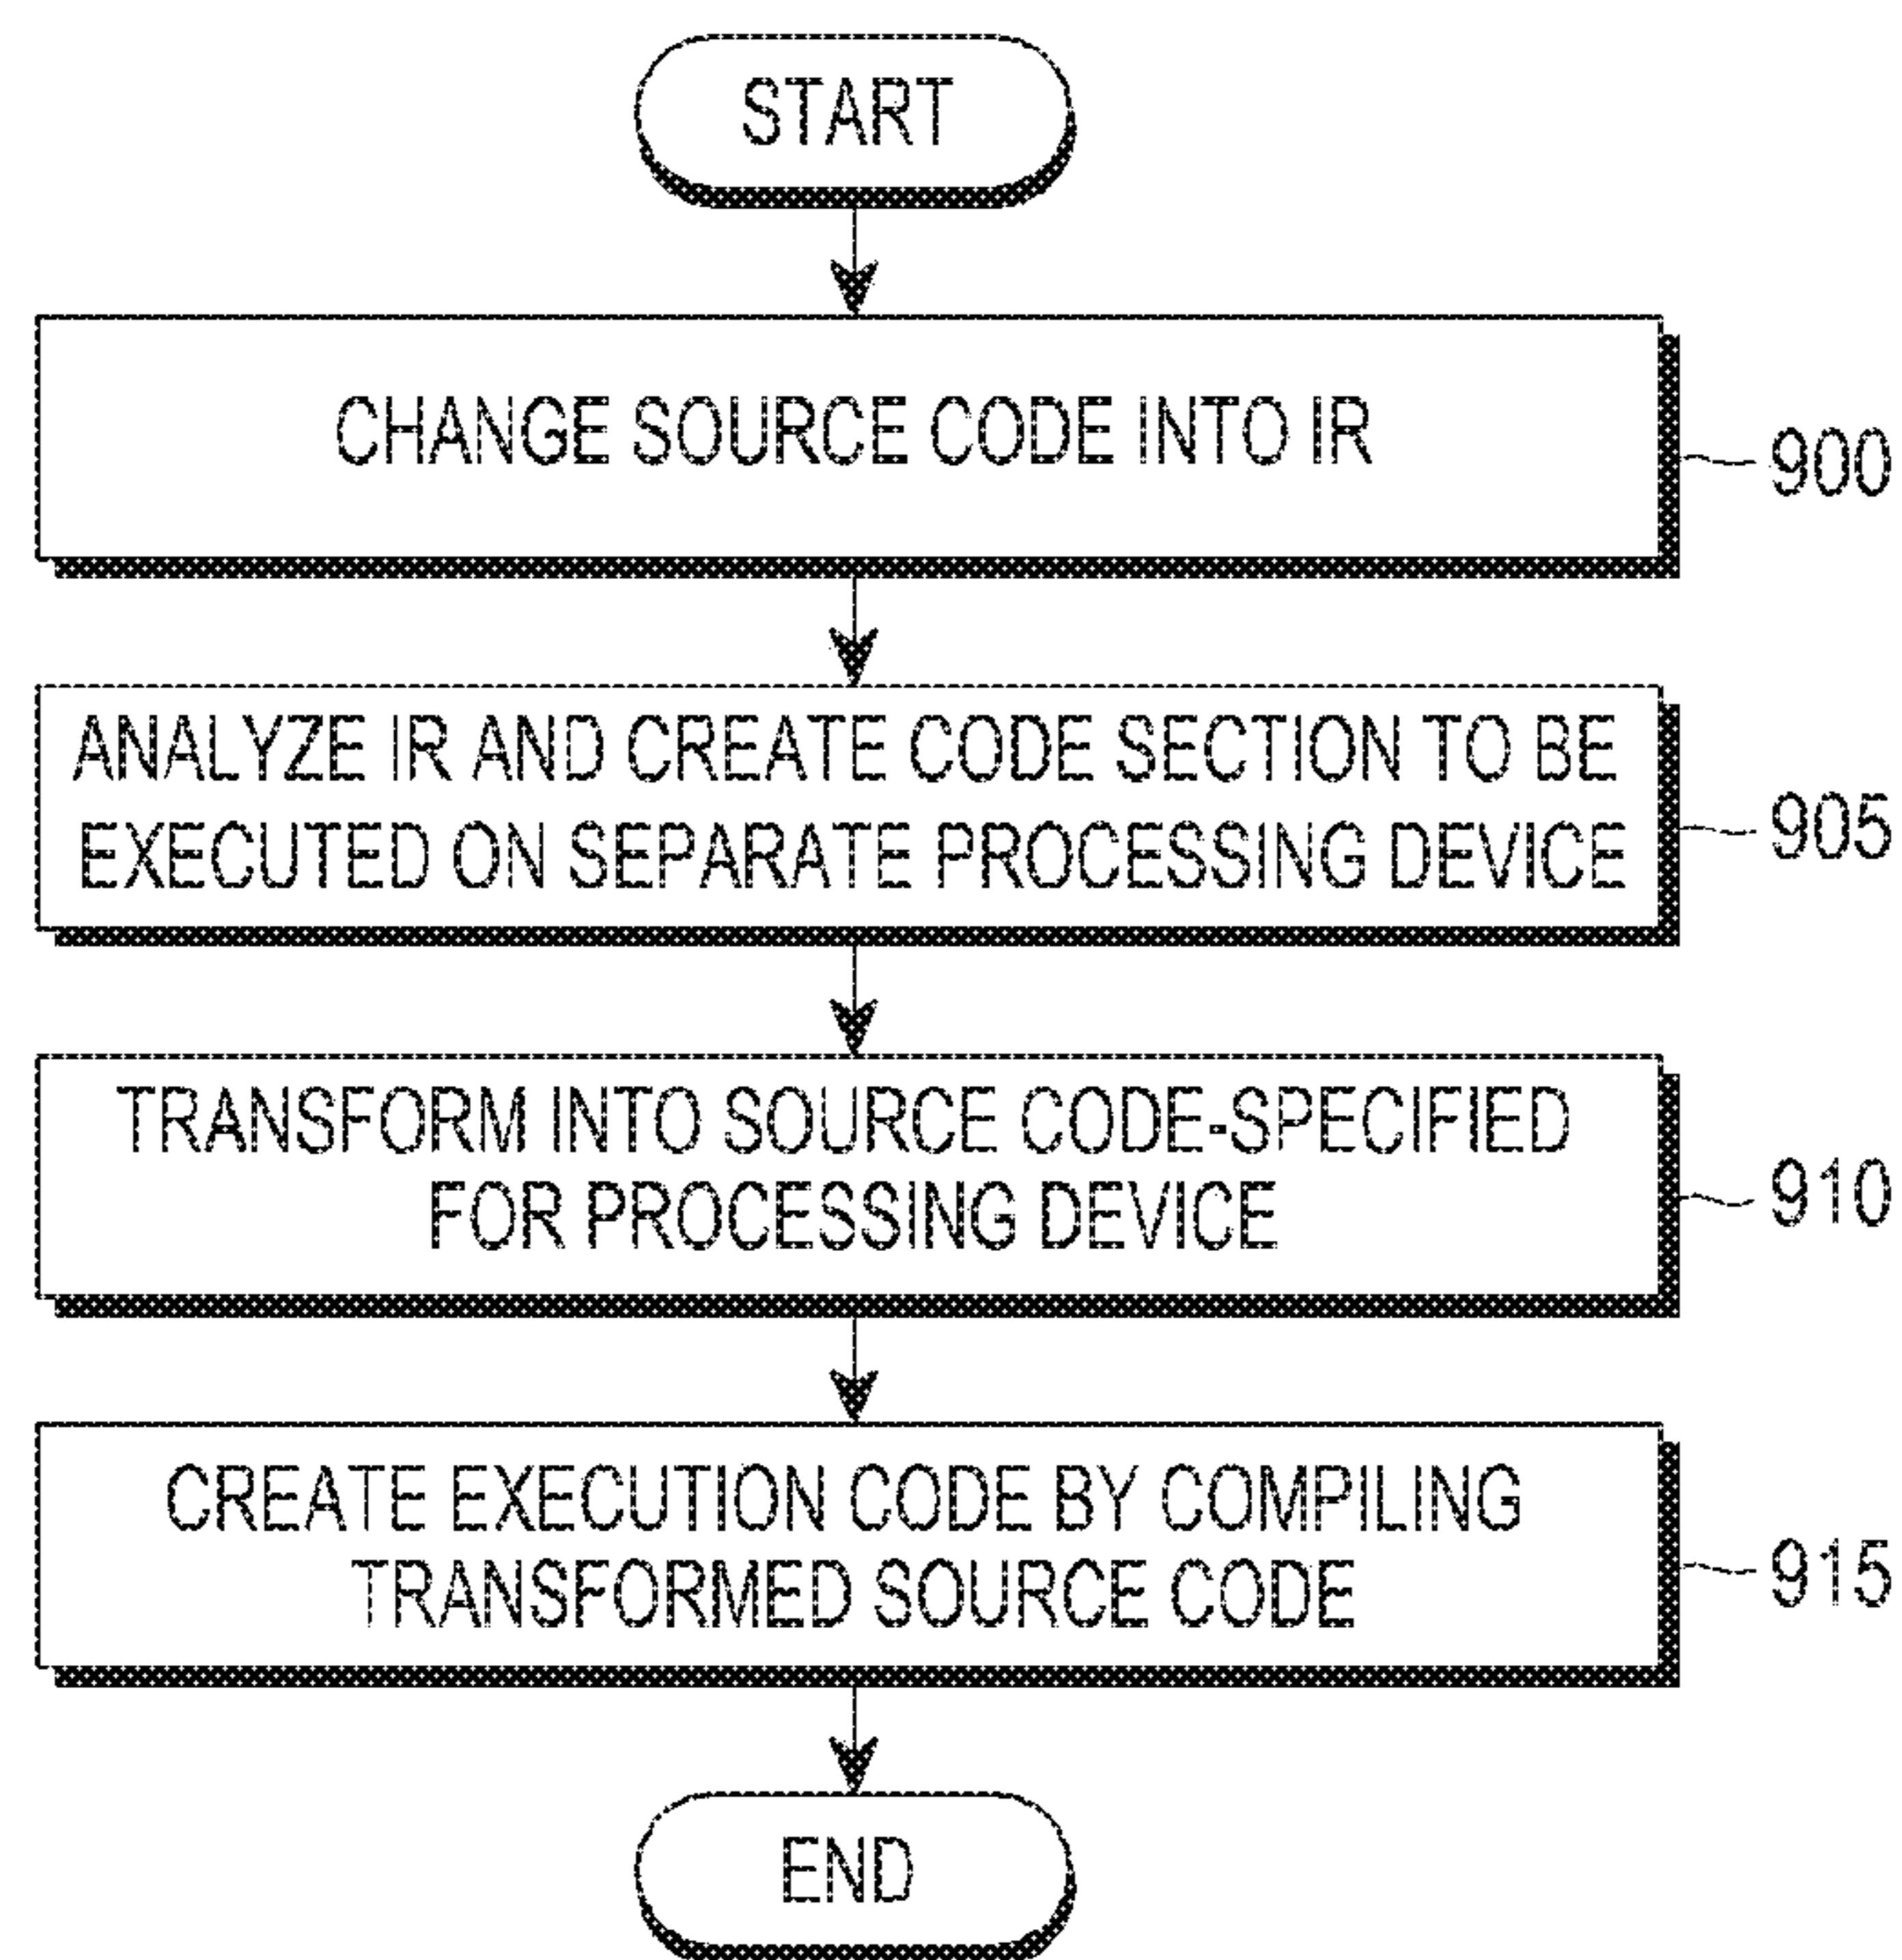 START
CHANGE SOURCE CODE INTO IR
900
ANALYZE IR AND CREATE CODE SECTION TO BE
EXECUTED ON SEPARATE PROCESSING DEVICE
905
TRANSFORM INTO SOURCE CODE-SPECIFIED
FOR PROCESSING DEVICE
910
CREATE EXECUTION CODE BY COMPILING
TRANSFORMED SOURCE CODE
915
END